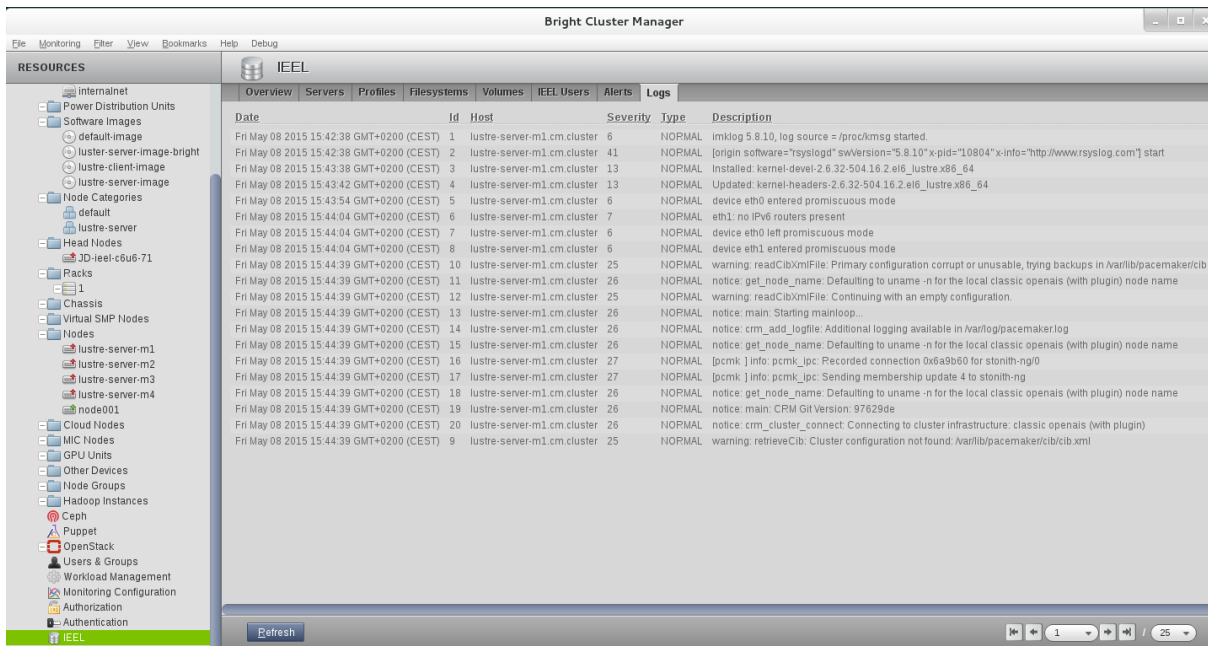 Bright Cluster Manager
File Monitoring Filter View Bookmarks Help Debug
RESOURCES
internalnet
Power Distribution Units
Software Images
default-image
luster-server-image-bright
lustre-client-image
lustre-server-image
Node Categories
default
lustre-server
Head Nodes
JD-ieel-c6u6-71
Racks
1
Chassis
Virtual SMP Nodes
Nodes
lustre-server-m1
lustre-server-m2
lustre-server-m3
lustre-server-m4
node001
Cloud Nodes
MIC Nodes
GPU Units
Other Devices
Node Groups
Hadoop Instances
Ceph
Puppet
OpenStack
Users & Groups
Workload Management
Monitoring Configuration
Authorization
Authentication
IEEL
IEEL
Overview Servers Profiles Filesystems Volumes IEEL Users Alerts Logs
Date Id Host Severity Type Description
Fri May 08 2015 15:42:38 GMT+0200 (CEST) 1 lustre-server-m1.cm.cluster 6 NORMAL imklog 5.8.10, log source = /proc/kmsg started.
Fri May 08 2015 15:42:38 GMT+0200 (CEST) 2 lustre-server-m1.cm.cluster 41 NORMAL [origin software="rsyslogd" swVersion="5.8.10" x-pid="10804" x-info="http://www.rsyslog.com"] start
Fri May 08 2015 15:43:38 GMT+0200 (CEST) 3 lustre-server-m1.cm.cluster 13 NORMAL Installed: kernel-devel-2.6.32-504.16.2.el6_lustre.x86_64
Fri May 08 2015 15:43:42 GMT+0200 (CEST) 4 lustre-server-m1.cm.cluster 13 NORMAL Updated: kernel-headers-2.6.32-504.16.2.el6_lustre.x86_64
Fri May 08 2015 15:43:54 GMT+0200 (CEST) 5 lustre-server-m1.cm.cluster 6 NORMAL device eth0 entered promiscuous mode
Fri May 08 2015 15:44:04 GMT+0200 (CEST) 6 lustre-server-m1.cm.cluster 7 NORMAL eth1: no IPv6 routers present
Fri May 08 2015 15:44:04 GMT+0200 (CEST) 7 lustre-server-m1.cm.cluster 6 NORMAL device eth0 left promiscuous mode
Fri May 08 2015 15:44:04 GMT+0200 (CEST) 8 lustre-server-m1.cm.cluster 6 NORMAL device eth1 entered promiscuous mode
Fri May 08 2015 15:44:39 GMT+0200 (CEST) 10 lustre-server-m1.cm.cluster 25 NORMAL warning: readCibXmlFile: Primary configuration corrupt or unusable, trying backups in /var/lib/pacemaker/cib
Fri May 08 2015 15:44:39 GMT+0200 (CEST) 11 lustre-server-m1.cm.cluster 26 NORMAL notice: get_node_name: Defaulting to uname -n for the local classic openais (with plugin) node name
Fri May 08 2015 15:44:39 GMT+0200 (CEST) 12 lustre-server-m1.cm.cluster 25 NORMAL warning: readCibXmlFile: Continuing with an empty configuration.
Fri May 08 2015 15:44:39 GMT+0200 (CEST) 13 lustre-server-m1.cm.cluster 26 NORMAL notice: main: Starting mainloop...
Fri May 08 2015 15:44:39 GMT+0200 (CEST) 14 lustre-server-m1.cm.cluster 26 NORMAL notice: crm_add_logfile: Additional logging available in /var/log/pacemaker.log
Fri May 08 2015 15:44:39 GMT+0200 (CEST) 15 lustre-server-m1.cm.cluster 26 NORMAL notice: get_node_name: Defaulting to uname -n for the local classic openais (with plugin) node name
Fri May 08 2015 15:44:39 GMT+0200 (CEST) 16 lustre-server-m1.cm.cluster 27 NORMAL [pcmk ] info: pcmk_ipc: Recorded connection 0x6a9b60 for stonith-ng/0
Fri May 08 2015 15:44:39 GMT+0200 (CEST) 17 lustre-server-m1.cm.cluster 27 NORMAL [pcmk ] info: pcmk_ipc: Sending membership update 4 to stonith-ng
Fri May 08 2015 15:44:39 GMT+0200 (CEST) 18 lustre-server-m1.cm.cluster 26 NORMAL notice: get_node_name: Defaulting to uname -n for the local classic openais (with plugin) node name
Fri May 08 2015 15:44:39 GMT+0200 (CEST) 19 lustre-server-m1.cm.cluster 26 NORMAL notice: main: CRM Git Version: 97629de
Fri May 08 2015 15:44:39 GMT+0200 (CEST) 20 lustre-server-m1.cm.cluster 26 NORMAL notice: crm_cluster_connect: Connecting to cluster infrastructure: classic openais (with plugin)
Fri May 08 2015 15:44:39 GMT+0200 (CEST) 9 lustre-server-m1.cm.cluster 25 NORMAL warning: retrieveCib: Cluster configuration not found: /var/lib/pacemaker/cib/cib.xml
Refresh
1 / 25